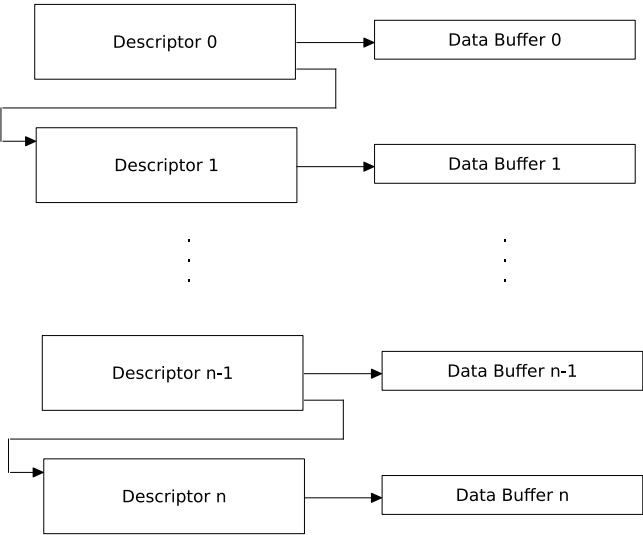 Descriptor 0
Data Buffer 0
Descriptor 1
Data Buffer 1
Descriptor n-1
Data Buffer n-1
Descriptor n
Data Buffer n